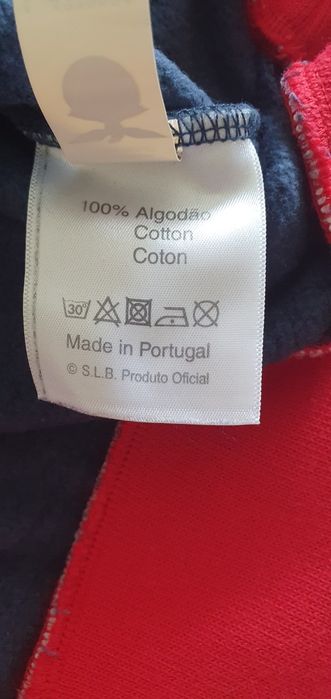 100% Algodão
Cotton
Coton
30°
Made in Portugal
© S.L.B. Produto Oficial